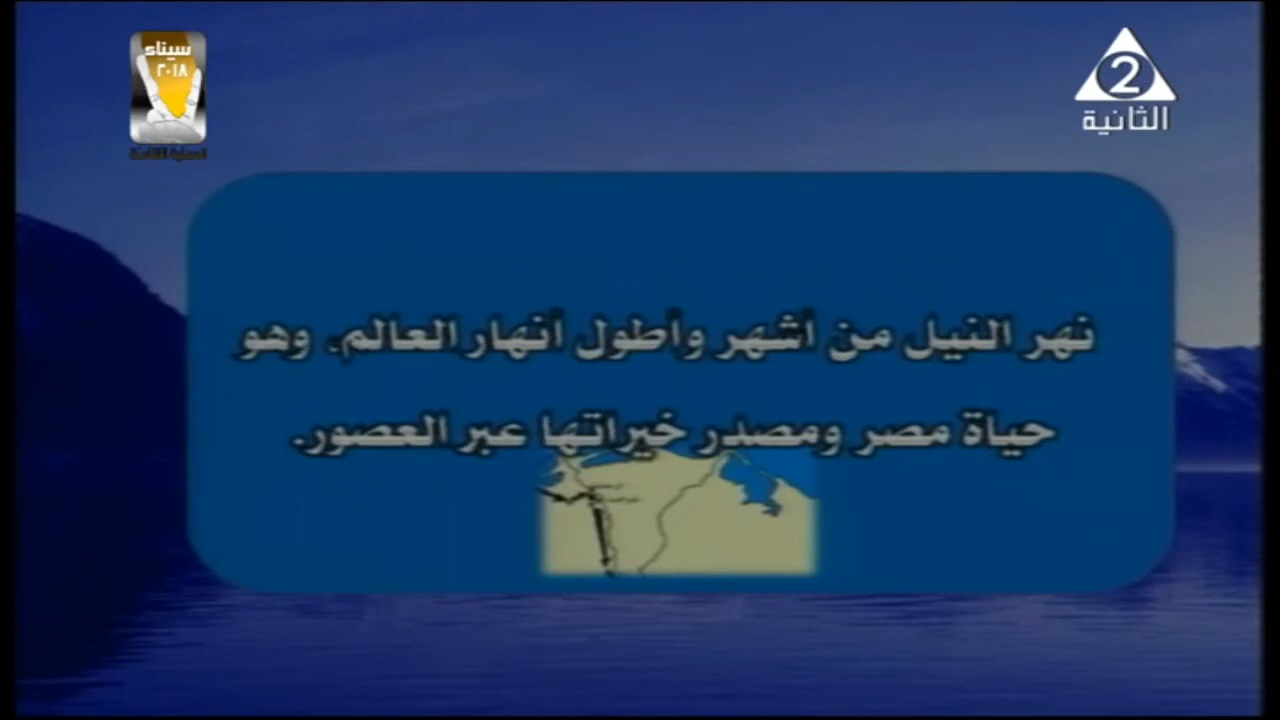 سيناء
٢٠١٨
2
الثانية
نهر النيل من أشهر وأطول أنهار العالم. وهو
حياة مصر ومصدر خيراتها عبر العصور.